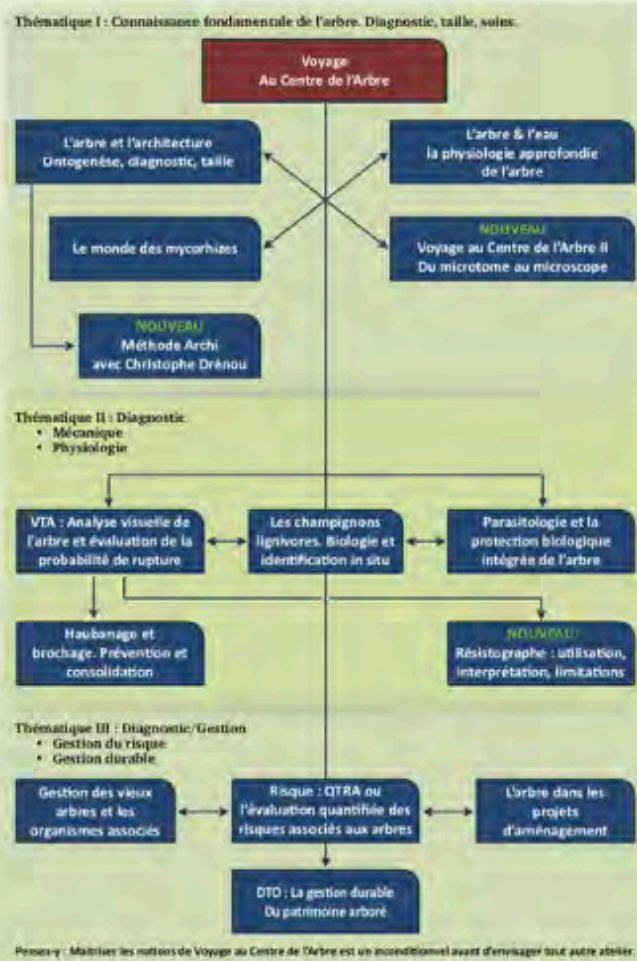 Thématique I : Connaissance fondamentale de l'arbre. Diagnostic, taille, soins.
Voyage
Au Centre de l'Arbre
L'arbre et l'architecture
Ontogenèse, diagnostic, taille
L'arbre & l'eau
la physiologie approfondie
de l'arbre
Le monde des mycorhizes
NOUVEAU
Voyage au Centre de l'Arbre II
Du microtome au microscope
NOUVEAU
Méthode Archi
avec Christophe Drénou
Thématique II : Diagnostic
• Mécanique
• Physiologie
VTA : Analyse visuelle de
l'arbre et évaluation de la
probabilité de rupture
Les champignons
lignivores. Biologie et
identification in situ
Parasitologie et la
protection biologique
intégrée de l'arbre
Haubanage et
brochage. Prévention et
consolidation
NOUVEAU
Résistographe : utilisation,
interprétation, limitations
Thématique III : Diagnostic/Gestion
• Gestion du risque
• Gestion durable
Gestion des vieux
arbres et les
organismes associés
Risque : QTRA ou
l'évaluation quantifiée des
risques associés aux arbres
L'arbre dans les
projets
d'aménagement
DTO : La gestion durable
Du patrimoine arboré
Pensez-y : Maîtriser les notions de Voyage au Centre de l'Arbre est un inconditionnel avant d'envisager tout autre atelier.